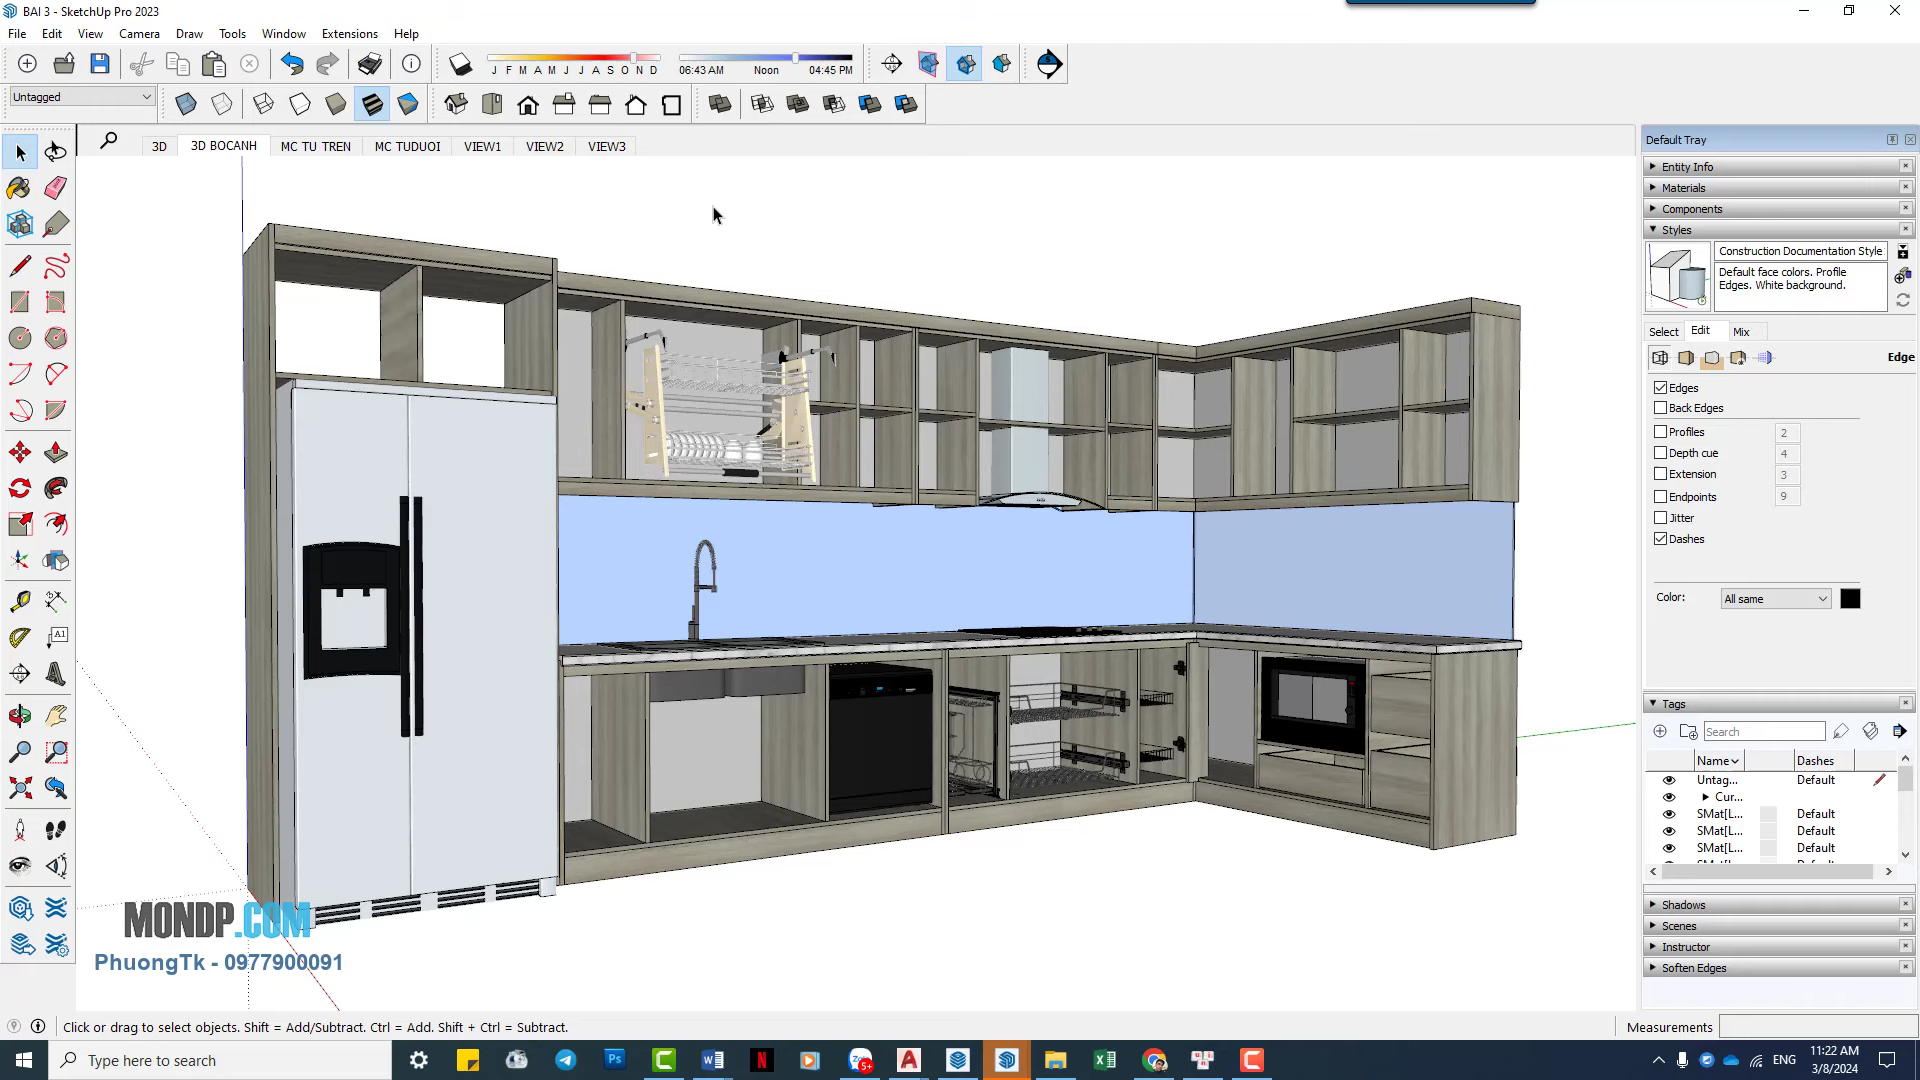 BAI 3 - SketchUp Pro 2023
File Edit View Camera Draw Tools Window Extensions Help
J F M A M J J A S O N D
06:43 AM Noon 04:45 PM
Untagged
3D 3D BOCANH MC TU TREN MC TUDUOI VIEW1 VIEW2 VIEW3
Default Tray
Entity Info
Materials
Components
Styles
Construction Documentation Style
Default face colors. Profile
Edges. White background.
Select Edit Mix
Edge
Edges
Back Edges
Profiles 2
Depth cue 4
Extension 3
Endpoints 9
Jitter
Dashes
Color: All same
Tags
Search
Name Dashes
Untag... Default
Cur...
SMat[L... Default
SMat[L... Default
SMat[L... Default
Shadows
Scenes
Instructor
Soften Edges
A1
MONDP.COM
PhuongTk - 0977900091
Click or drag to select objects. Shift = Add/Subtract. Ctrl = Add. Shift + Ctrl = Subtract.
Measurements
Type here to search
Ps
Zalo
5+
ENG
11:22 AM
3/8/2024